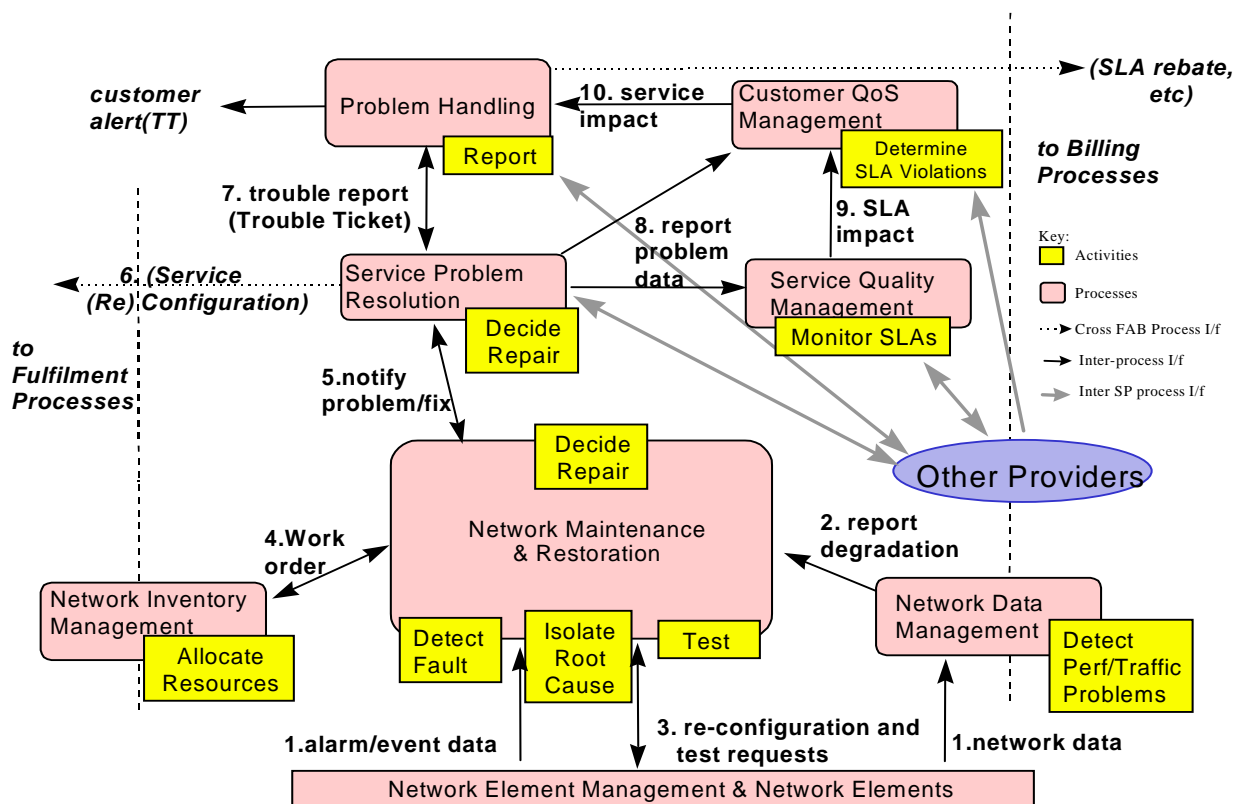 (SLA rebate,
etc)
customer
alert(TT)
Problem Handling
Report
10. service
impact
Customer QoS
Management
Determine
SLA Violations
to Billing
Processes
7. trouble report
(Trouble Ticket)
8. report
problem
data
9. SLA
impact
Key:
Activities
Processes
Cross FAB Process I/f
Inter-process I/f
Inter SP process I/f
6. (Service
(Re) Configuration)
Service Problem
Resolution
Decide
Repair
Service Quality
Management
Monitor SLAs
to
Fulfilment
Processes
5.notify
problem/fix
Decide
Repair
Other Providers
Network Maintenance
& Restoration
4.Work
order
2. report
degradation
Network Inventory
Management
Allocate
Resources
Detect
Fault
Isolate
Root
Cause
Test
Network Data
Management
Detect
Perf/Traffic
Problems
1.alarm/event data
3. re-configuration and
test requests
1.network data
Network Element Management & Network Elements